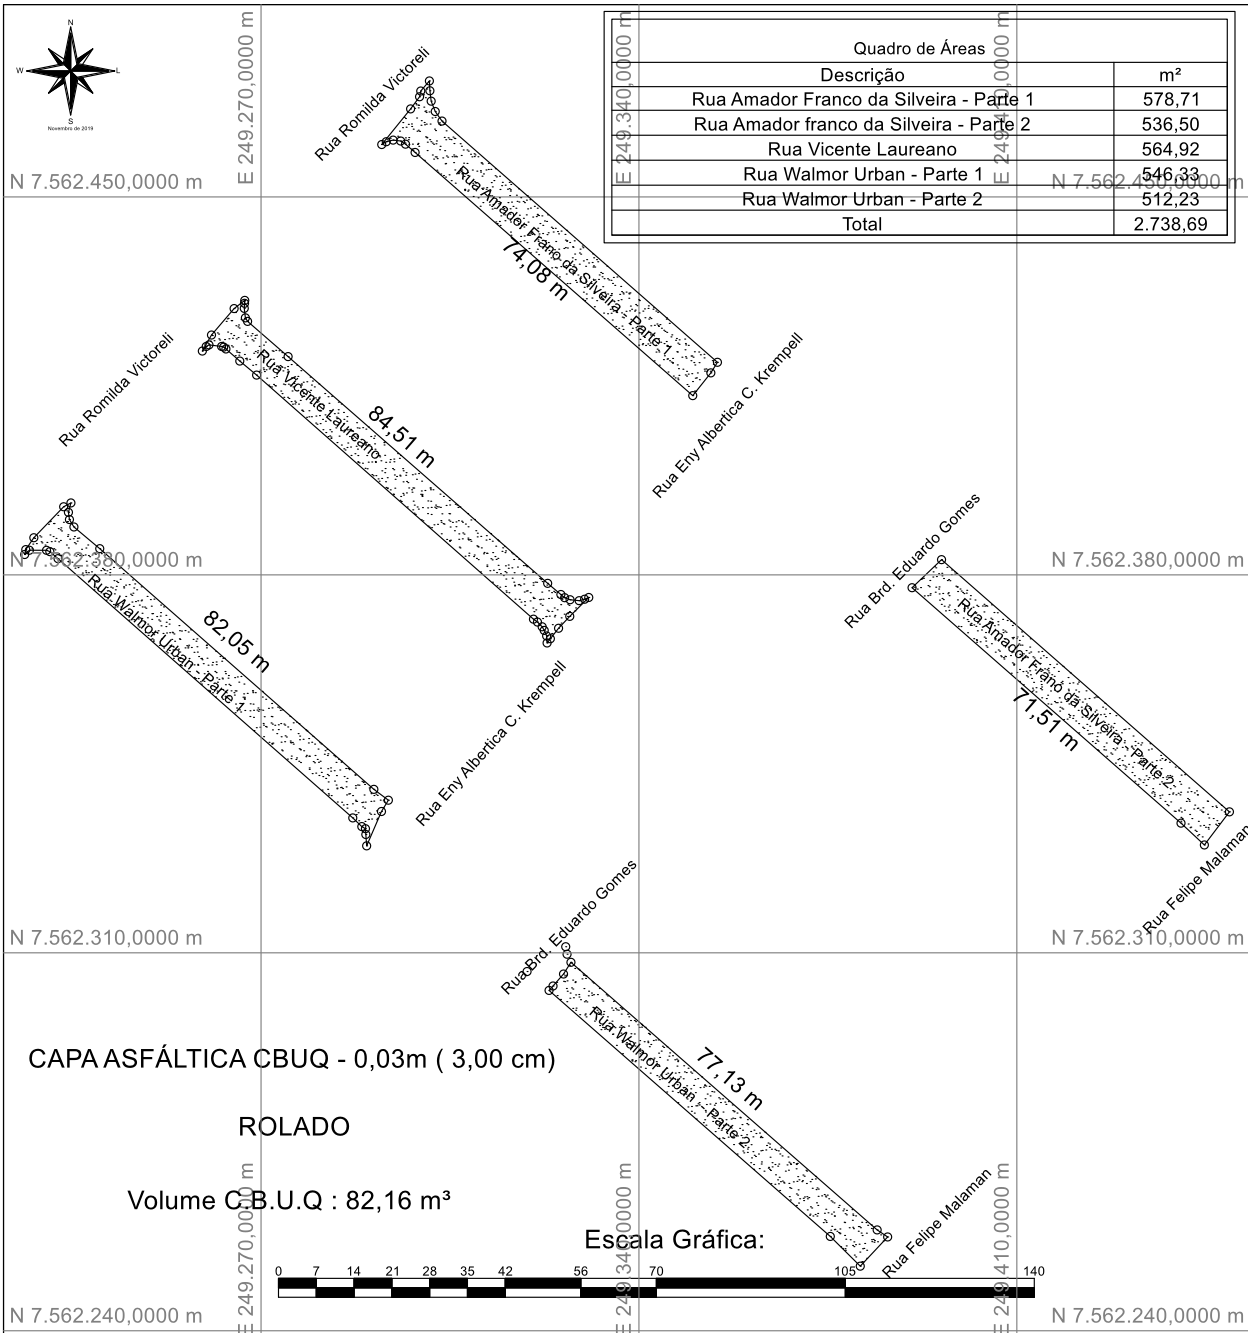 N
W
L
S
Novembro de 2019
Quadro de Áreas
Descrição m²
Rua Amador Franco da Silveira - Parte 1 578,71
Rua Amador franco da Silveira - Parte 2 536,50
Rua Vicente Laureano 564,92
Rua Walmor Urban - Parte 1 546,33
Rua Walmor Urban - Parte 2 512,23
Total 2.738,69
E 249.270,0000 m
E 249.340,0000 m
E 249.410,0000 m
N 7.562.450,0000 m
N 7.562.450,0000 m
Rua Romilda Victoreli
Rua Amador Frano da Silveira - Parte 1
74,08 m
Rua Eny Albertica C. Krempell
Rua Romilda Victoreli
Rua Vicente Laureano
84,51 m
Rua Eny Albertica C. Krempell
N 7.562.380,0000 m
N 7.562.380,0000 m
Rua Walmor Urban - Parte 1
82,05 m
Rua Brd. Eduardo Gomes
Rua Amador Frano da Silveira - Parte 2
71,51 m
Rua Felipe Malaman
N 7.562.310,0000 m
N 7.562.310,0000 m
Rua Brd. Eduardo Gomes
Rua Walmor Urban - Parte 2
77,13 m
Rua Felipe Malaman
CAPA ASFÁLTICA CBUQ - 0,03m ( 3,00 cm)
ROLADO
Volume C.B.U.Q : 82,16 m³
Escala Gráfica:
0 7 14 21 28 35 42 56 70 105 140
E 249.270,0000 m
E 249.340,0000 m
E 249.410,0000 m
N 7.562.240,0000 m
N 7.562.240,0000 m